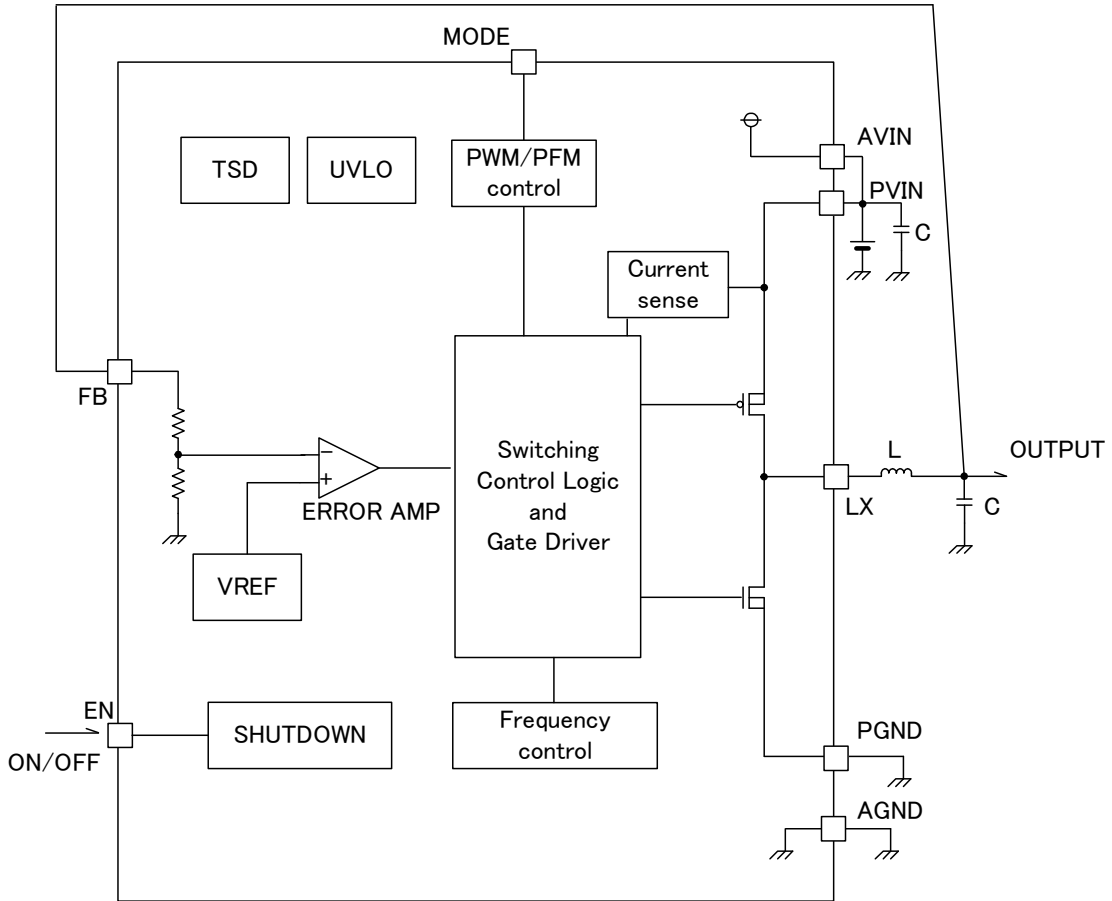 MODE
AVIN
TSD
UVLO
PWM/PFM
control
PVIN
C
Current
sense
FB
Switching
Control Logic
and
Gate Driver
−
+
ERROR AMP
L
OUTPUT
LX
C
VREF
EN
ON/OFF
SHUTDOWN
Frequency
control
PGND
AGND